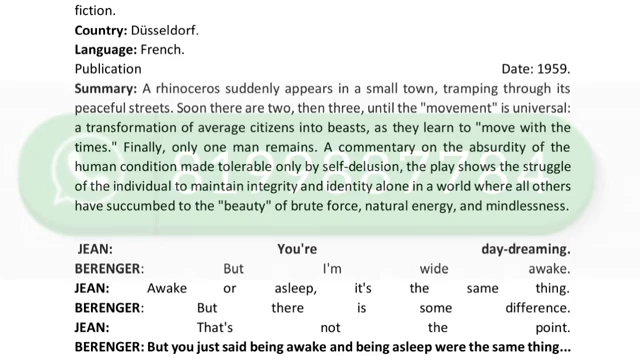 fiction.
Country: Düsseldorf.
Language: French.
Publication Date: 1959.
Summary: A rhinoceros suddenly appears in a small town, tramping through its
peaceful streets. Soon there are two, then three, until the "movement" is universal:
a transformation of average citizens into beasts, as they learn to "move with the
times." Finally, only one man remains. A commentary on the absurdity of the
human condition made tolerable only by self-delusion, the play shows the struggle
of the individual to maintain integrity and identity alone in a world where all others
have succumbed to the "beauty" of brute force, natural energy, and mindlessness.
JEAN: You're day-dreaming.
BERENGER: But I'm wide awake.
JEAN: Awake or asleep, it's the same thing.
BERENGER: But there is some difference.
JEAN: That's not the point.
BERENGER: But you just said being awake and being asleep were the same thing...